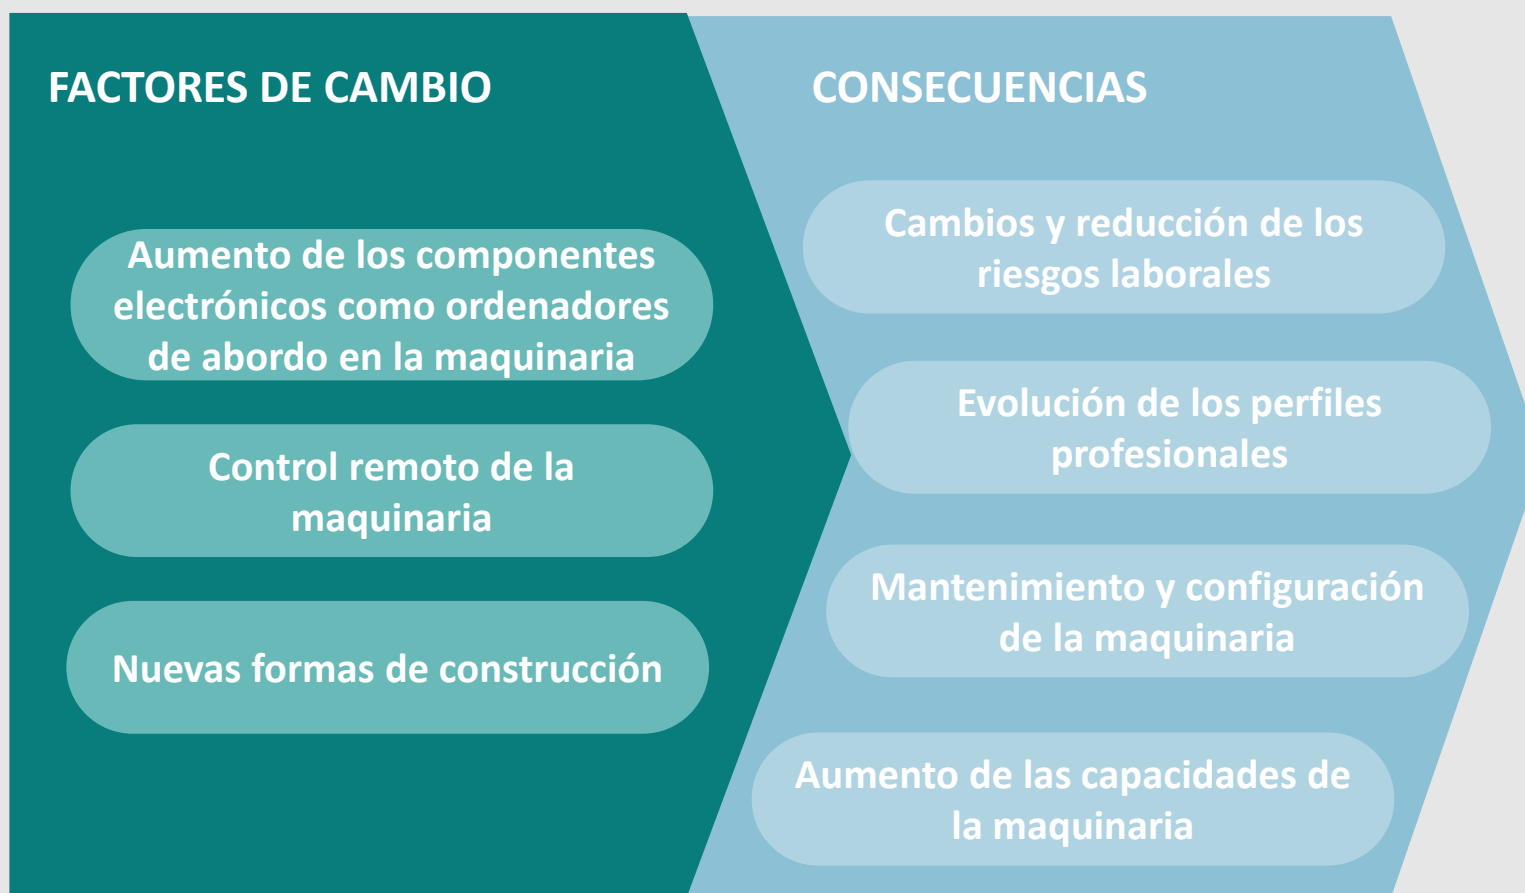 FACTORES DE CAMBIO
Aumento de los componentes
electrónicos como ordenadores
de abordo en la maquinaria
Control remoto de la
maquinaria
Nuevas formas de construcción
CONSECUENCIAS
Cambios y reducción de los
riesgos laborales
Evolución de los perfiles
profesionales
Mantenimiento y configuración
de la maquinaria
Aumento de las capacidades de
la maquinaria